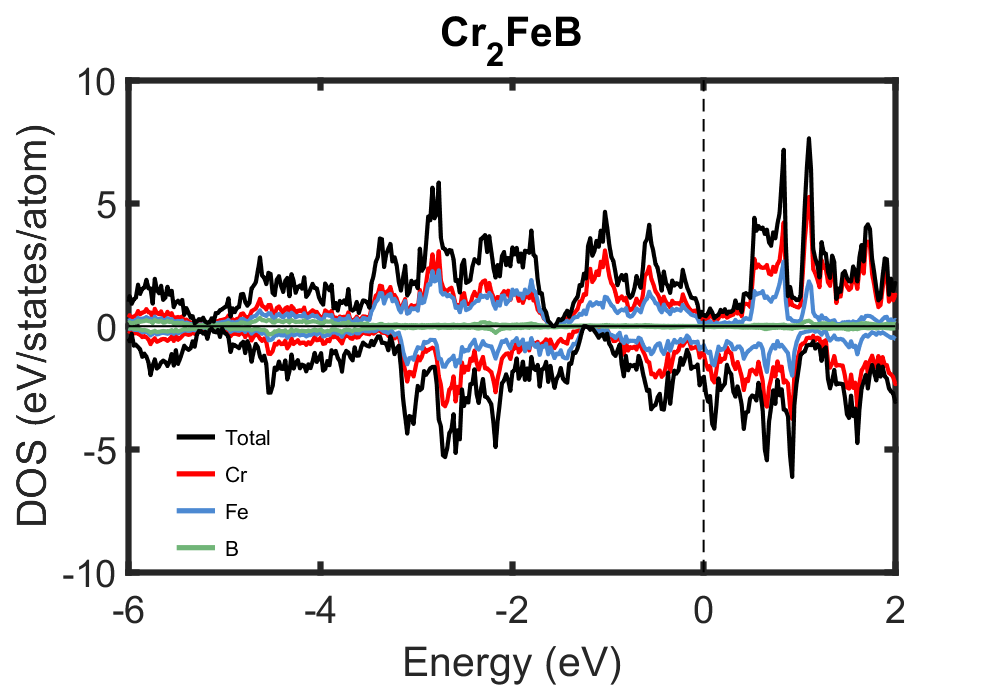 Cr₂FeB
10
5
0
-5
-10
DOS (eV/states/atom)
Total
Cr
Fe
B
-6 -4 -2 0 2
Energy (eV)